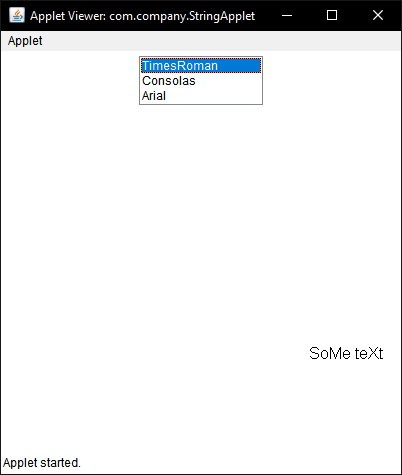 Applet Viewer: com.company.StringApplet
Applet
TimesRoman
Consolas
Arial
SoMe teXt
Applet started.